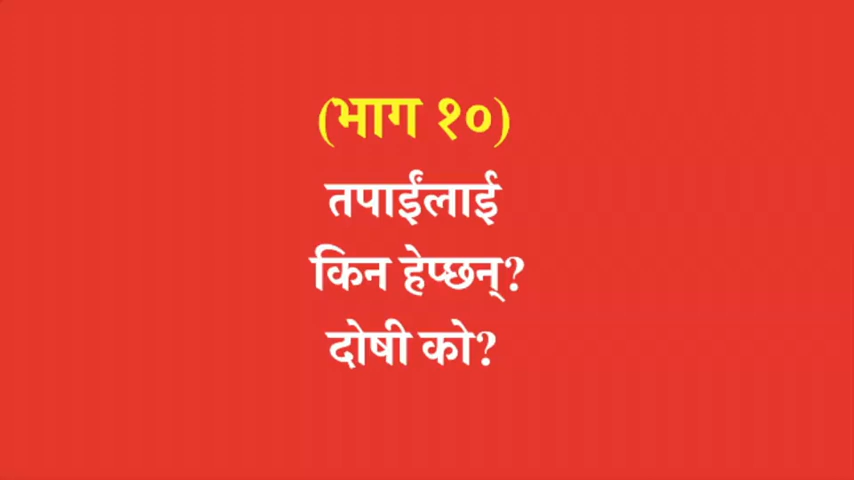 (भाग १०)
तपाईंलाई
किन हेप्छन्?
दोषी को?